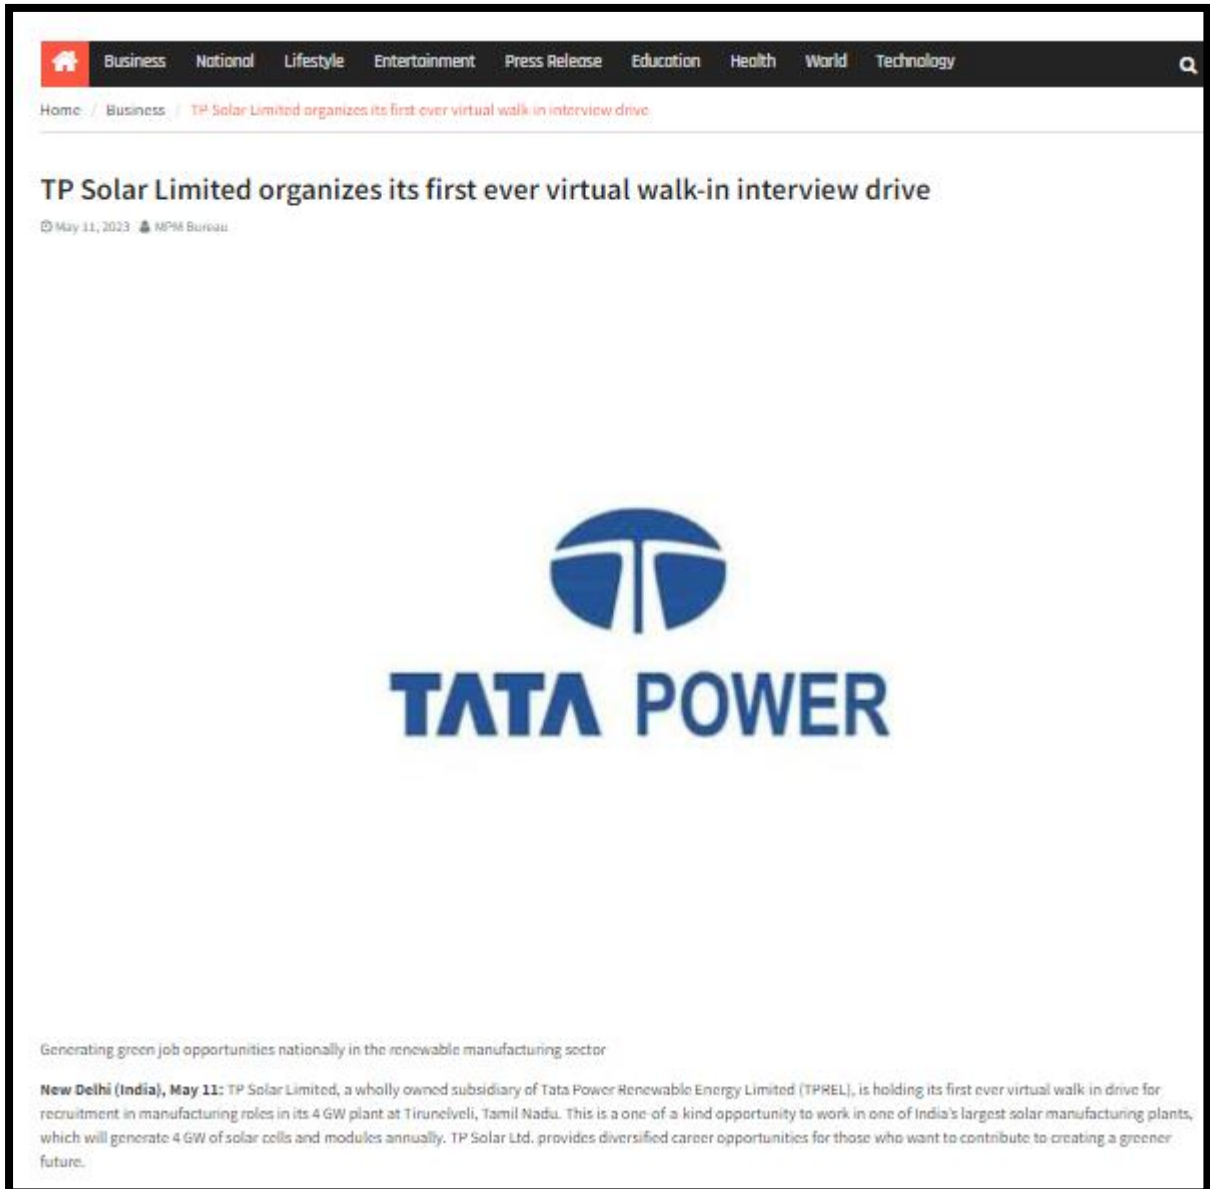 Business National Lifestyle Entertainment Press Release Education Health World Technology
Home / Business / TP Solar Limited organizes its first ever virtual walk-in interview drive
TP Solar Limited organizes its first ever virtual walk-in interview drive
May 11, 2023 MPM Bureau
TATA POWER
Generating green job opportunities nationally in the renewable manufacturing sector
New Delhi (India), May 11: TP Solar Limited, a wholly owned subsidiary of Tata Power Renewable Energy Limited (TPREL), is holding its first ever virtual walk in drive for
recruitment in manufacturing roles in its 4 GW plant at Tirunelveli, Tamil Nadu. This is a one-of a kind opportunity to work in one of India's largest solar manufacturing plants,
which will generate 4 GW of solar cells and modules annually. TP Solar Ltd. provides diversified career opportunities for those who want to contribute to creating a greener
future.